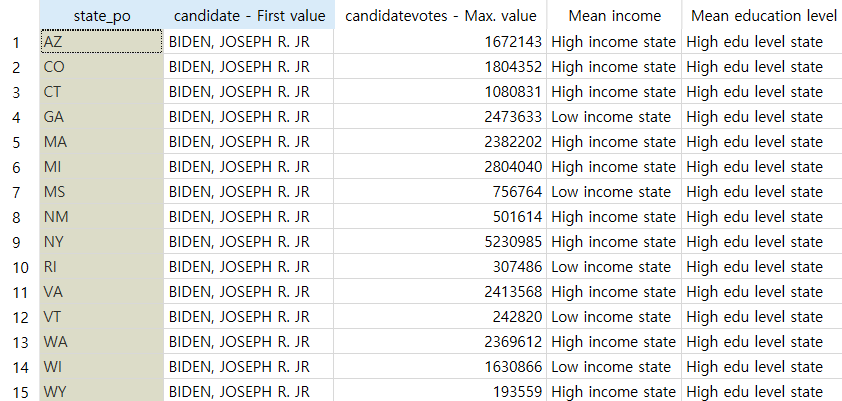 state_po candidate - First value candidatevotes - Max. value Mean income Mean education level
1 AZ BIDEN, JOSEPH R. JR 1672143 High income state High edu level state
2 CO BIDEN, JOSEPH R. JR 1804352 High income state High edu level state
3 CT BIDEN, JOSEPH R. JR 1080831 High income state High edu level state
4 GA BIDEN, JOSEPH R. JR 2473633 Low income state High edu level state
5 MA BIDEN, JOSEPH R. JR 2382202 High income state High edu level state
6 MI BIDEN, JOSEPH R. JR 2804040 High income state High edu level state
7 MS BIDEN, JOSEPH R. JR 756764 Low income state High edu level state
8 NM BIDEN, JOSEPH R. JR 501614 High income state High edu level state
9 NY BIDEN, JOSEPH R. JR 5230985 High income state High edu level state
10 RI BIDEN, JOSEPH R. JR 307486 Low income state High edu level state
11 VA BIDEN, JOSEPH R. JR 2413568 High income state High edu level state
12 VT BIDEN, JOSEPH R. JR 242820 Low income state High edu level state
13 WA BIDEN, JOSEPH R. JR 2369612 High income state High edu level state
14 WI BIDEN, JOSEPH R. JR 1630866 Low income state High edu level state
15 WY BIDEN, JOSEPH R. JR 193559 High income state High edu level state